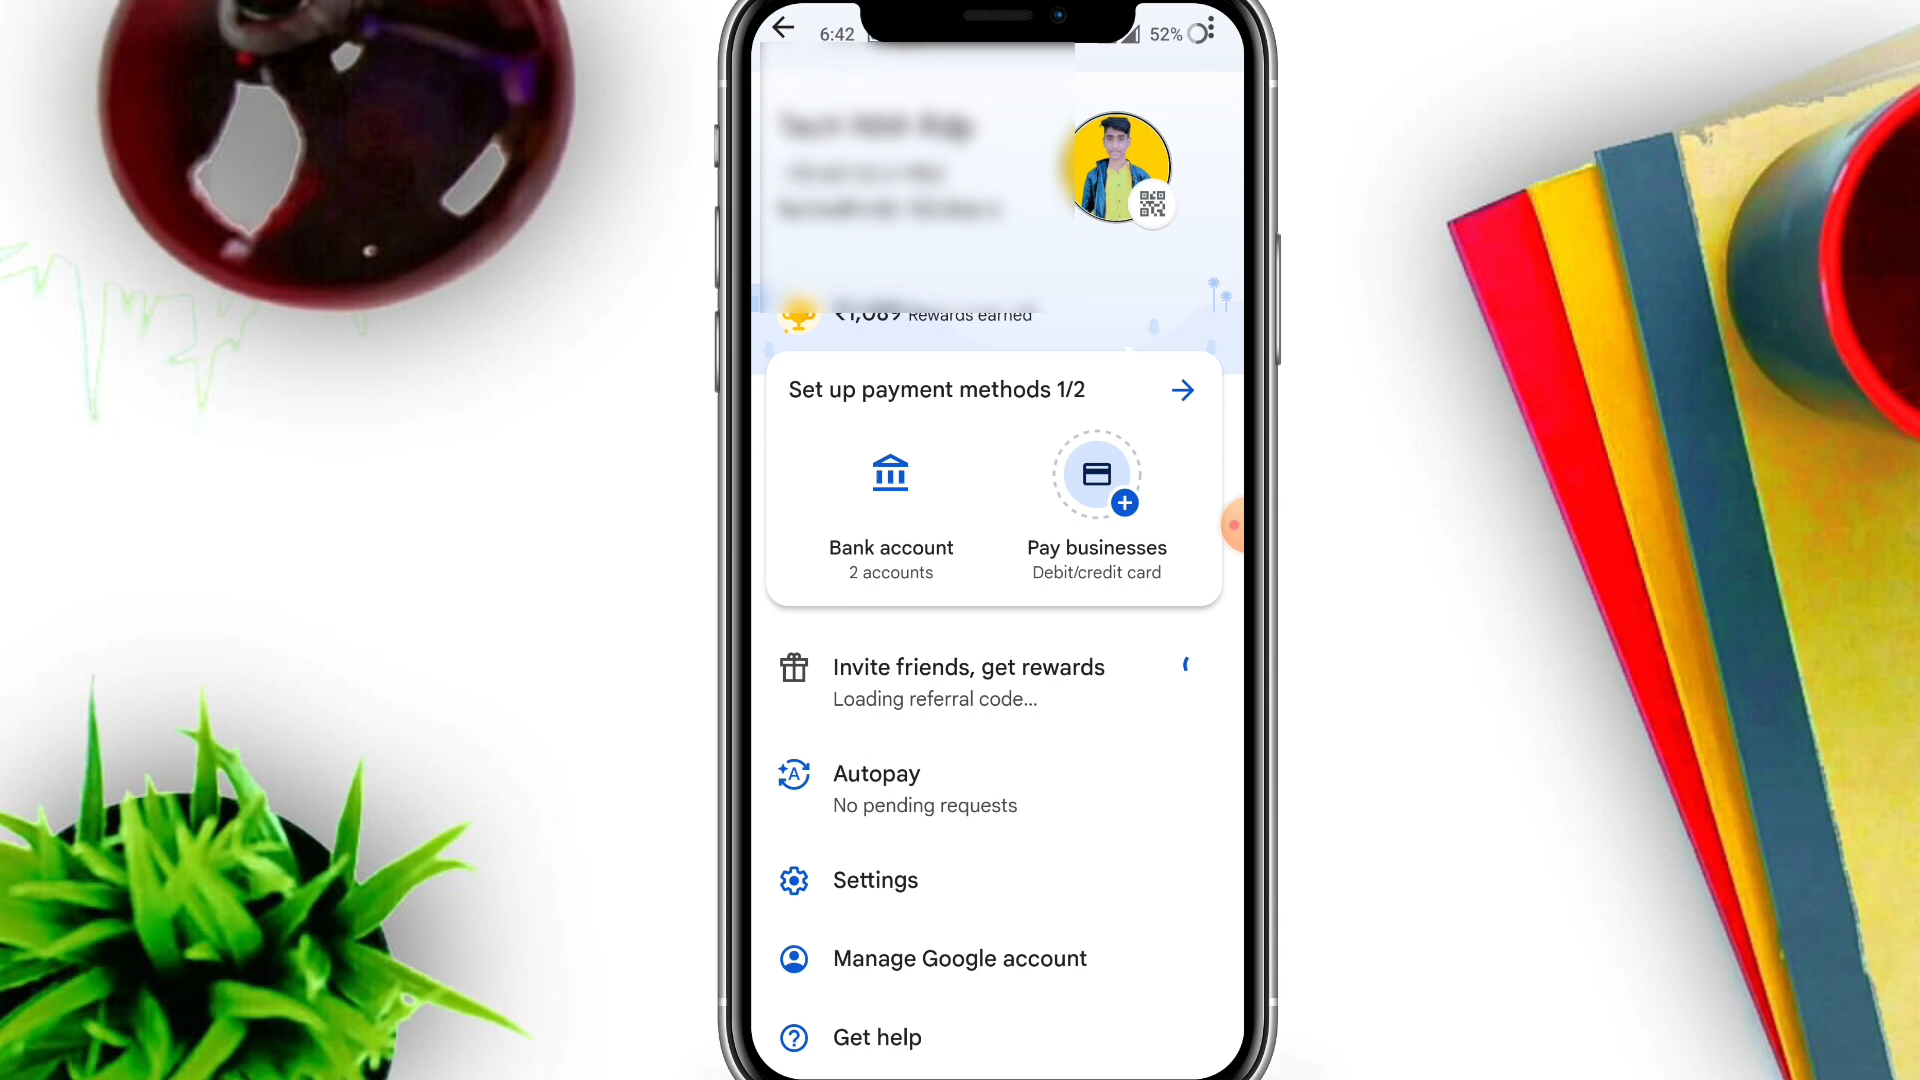 6:42
52%
₹1,089 Rewards earned
Set up payment methods 1/2
Bank account
2 accounts
Pay businesses
Debit/credit card
Invite friends, get rewards
Loading referral code...
Autopay
No pending requests
Settings
Manage Google account
Get help